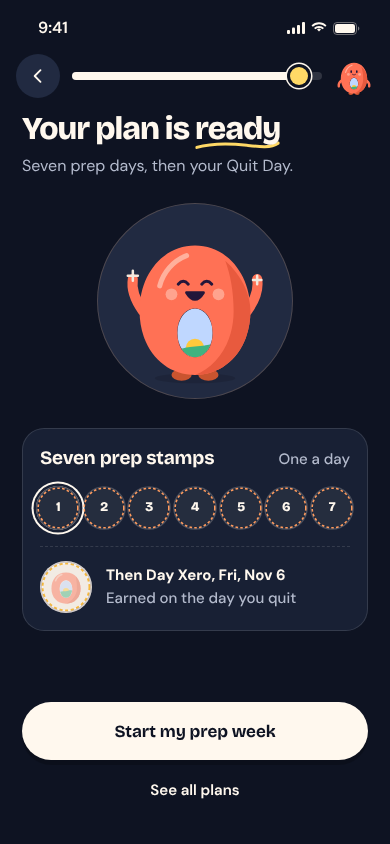 9:41
Your plan is ready
Seven prep days, then your Quit Day.
Seven prep stamps
One a day
1 2 3 4 5 6 7
Then Day Xero, Fri, Nov 6
Earned on the day you quit
Start my prep week
See all plans